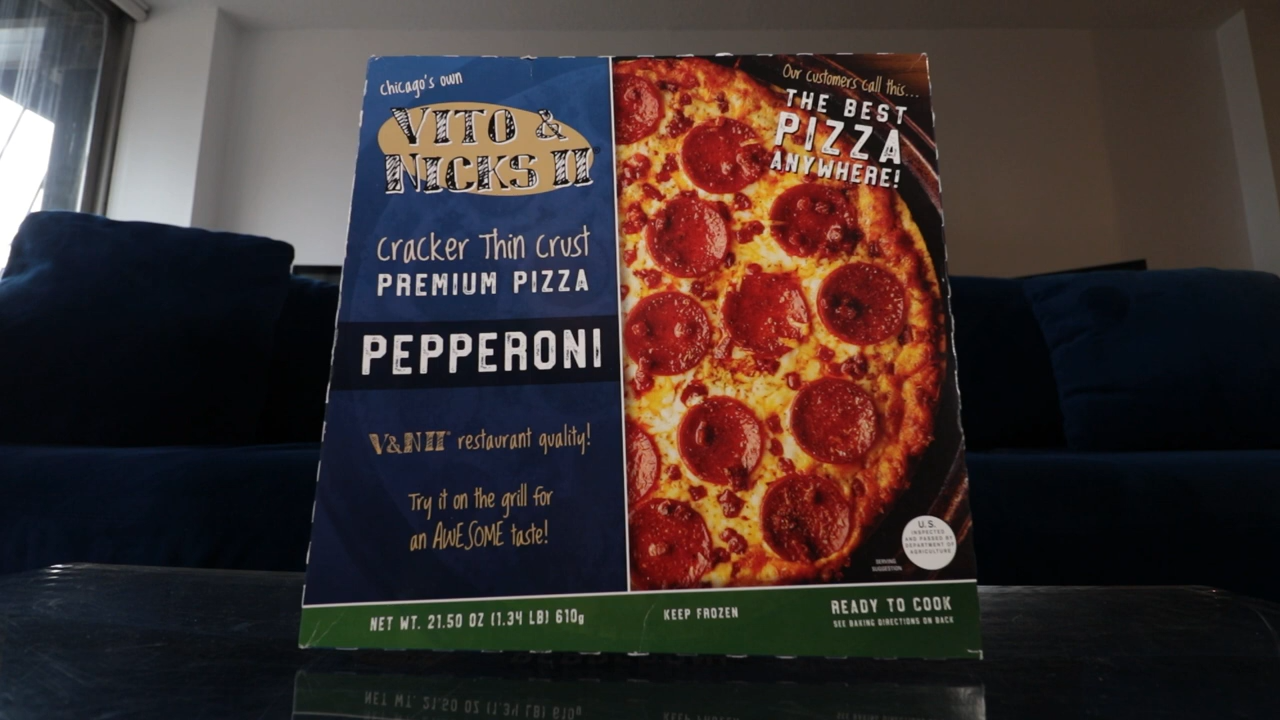 chicago's own
VITO &
NICKS II
Cracker Thin Crust
PREMIUM PIZZA
PEPPERONI
V&N II® restaurant quality!
Try it on the grill for
an AWESOME taste!
Our customers call this...
THE BEST
PIZZA
ANYWHERE!
U.S.
INSPECTED
AND PASSED BY
DEPARTMENT OF
AGRICULTURE
SERVING
SUGGESTION
NET WT. 21.50 OZ (1.34 LB) 610g
KEEP FROZEN
READY TO COOK
SEE BAKING DIRECTIONS ON BACK